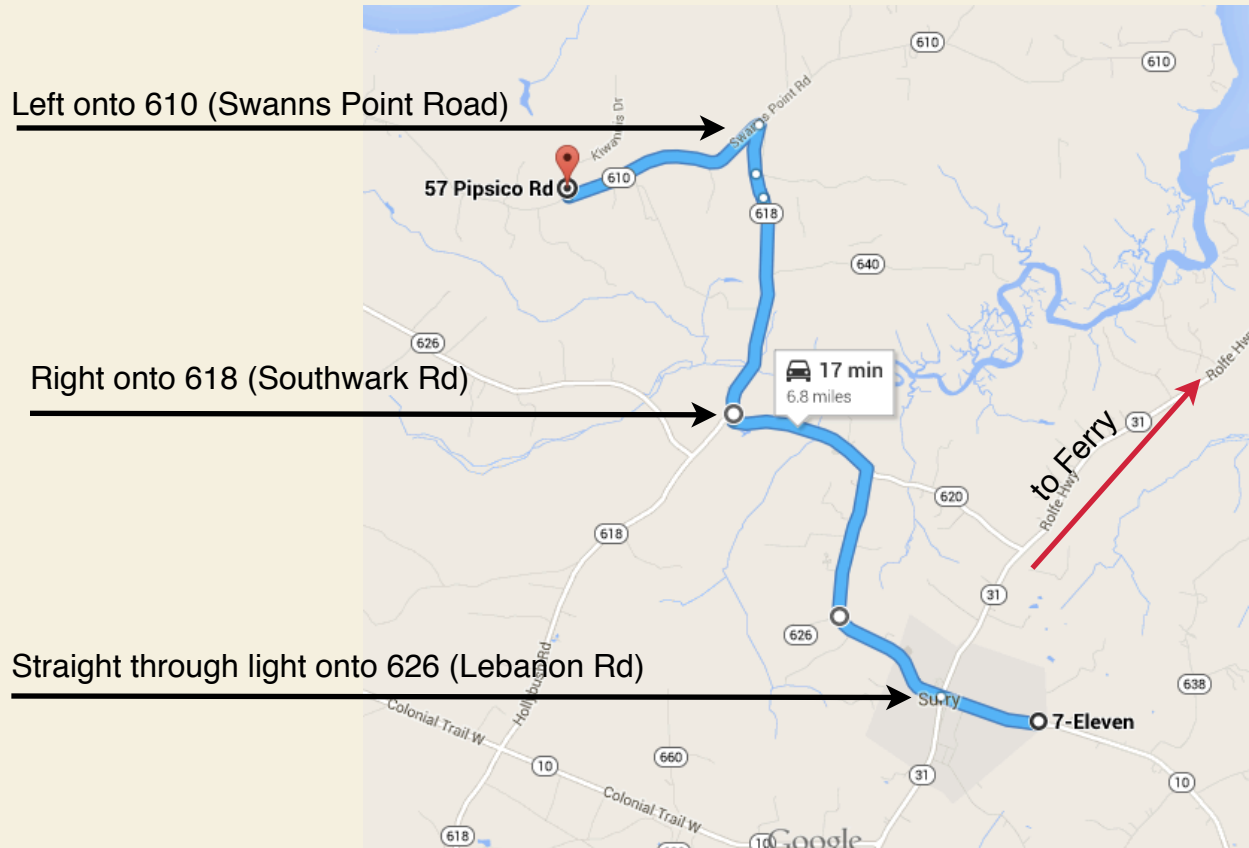 610
610
Left onto 610 (Swanns Point Road)
Swanns Point Rd
Kiwannis Dr
57 Pipsico Rd
610
618
640
626
Right onto 618 (Southwark Rd)
17 min
6.8 miles
Rolfe Hwy
31
to Ferry
Rolfe Hwy
620
618
31
626
Straight through light onto 626 (Lebanon Rd)
Hollybush Rd
638
Surry
Colonial Trail W
7-Eleven
660
10
31
10
Colonial Trail W
618
10
Google